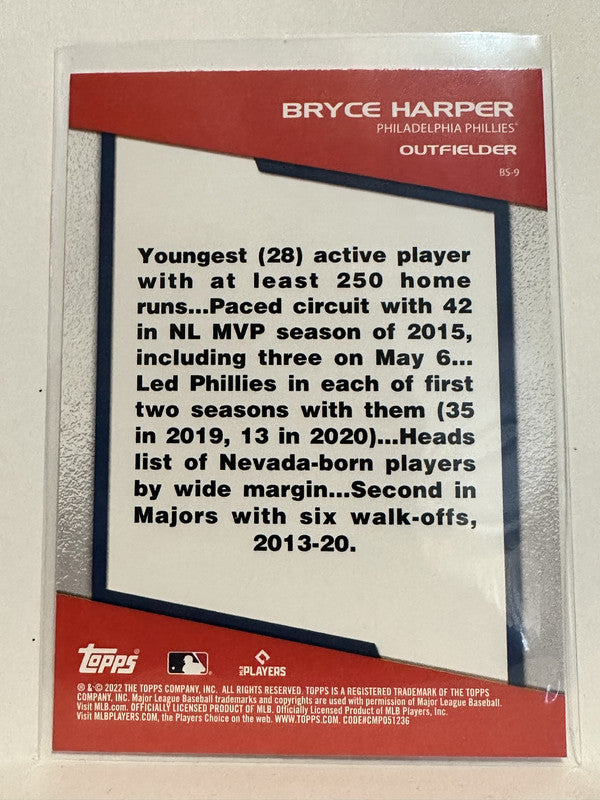 BRYCE HARPER
PHILADELPHIA PHILLIES®
OUTFIELDER
BS-9
Youngest (28) active player
with at least 250 home
runs...Paced circuit with 42
in NL MVP season of 2015,
including three on May 6...
Led Phillies in each of first
two seasons with them (35
in 2019, 13 in 2020)...Heads
list of Nevada-born players
by wide margin...Second in
Majors with six walk-offs,
2013-20.
topps
MLB PLAYERS
® & © 2022 THE TOPPS COMPANY, INC. ALL RIGHTS RESERVED. TOPPS IS A REGISTERED TRADEMARK OF THE TOPPS
COMPANY, INC. Major League Baseball trademarks and copyrights are used with permission of Major League Baseball.
Visit MLB.com. OFFICIALLY LICENSED PRODUCT OF MLB. Officially Licensed Product of MLB Players, Inc.
Visit MLBPLAYERS.COM, the Players Choice on the web. WWW.TOPPS.COM. CODE#CMP051236